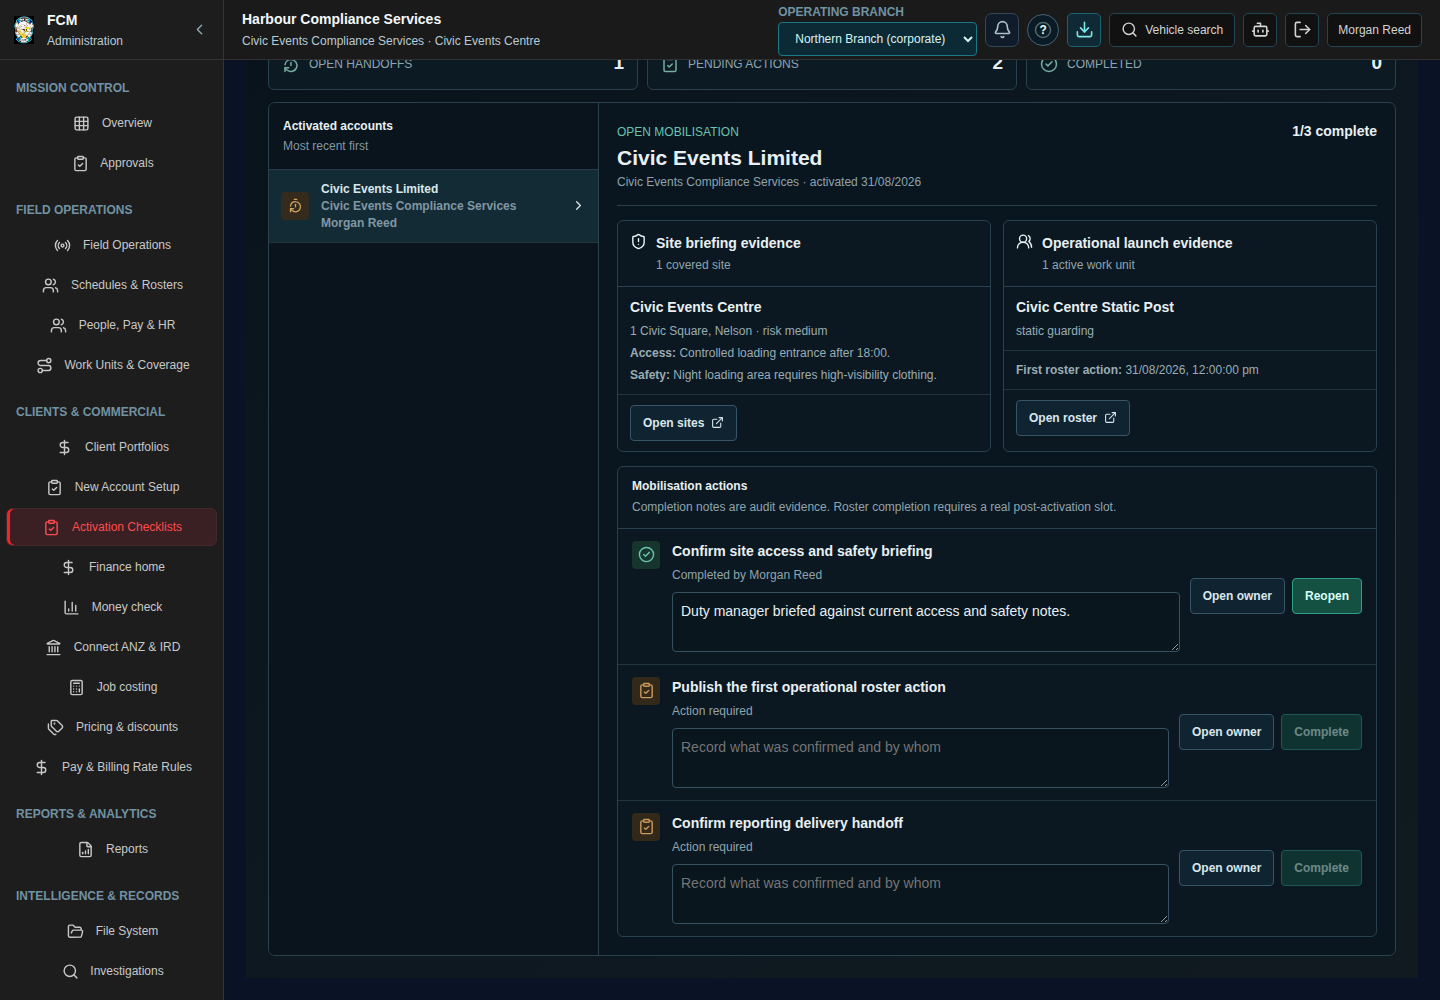 FCM
Administration
Harbour Compliance Services
Civic Events Compliance Services · Civic Events Centre
OPERATING BRANCH
Northern Branch (corporate)
?
Vehicle search
Morgan Reed
MISSION CONTROL
Overview
Approvals
FIELD OPERATIONS
Field Operations
Schedules & Rosters
People, Pay & HR
Work Units & Coverage
CLIENTS & COMMERCIAL
Client Portfolios
New Account Setup
Activation Checklists
Finance home
Money check
Connect ANZ & IRD
Job costing
Pricing & discounts
Pay & Billing Rate Rules
REPORTS & ANALYTICS
Reports
INTELLIGENCE & RECORDS
File System
Investigations
OPEN HANDOFFS 1
PENDING ACTIONS 2
COMPLETED 0
Activated accounts
Most recent first
Civic Events Limited
Civic Events Compliance Services
Morgan Reed
OPEN MOBILISATION
1/3 complete
Civic Events Limited
Civic Events Compliance Services · activated 31/08/2026
Site briefing evidence
1 covered site
Civic Events Centre
1 Civic Square, Nelson · risk medium
Access: Controlled loading entrance after 18:00.
Safety: Night loading area requires high-visibility clothing.
Open sites
Operational launch evidence
1 active work unit
Civic Centre Static Post
static guarding
First roster action: 31/08/2026, 12:00:00 pm
Open roster
Mobilisation actions
Completion notes are audit evidence. Roster completion requires a real post-activation slot.
Confirm site access and safety briefing
Completed by Morgan Reed
Duty manager briefed against current access and safety notes.
Open owner
Reopen
Publish the first operational roster action
Action required
Record what was confirmed and by whom
Open owner
Complete
Confirm reporting delivery handoff
Action required
Record what was confirmed and by whom
Open owner
Complete